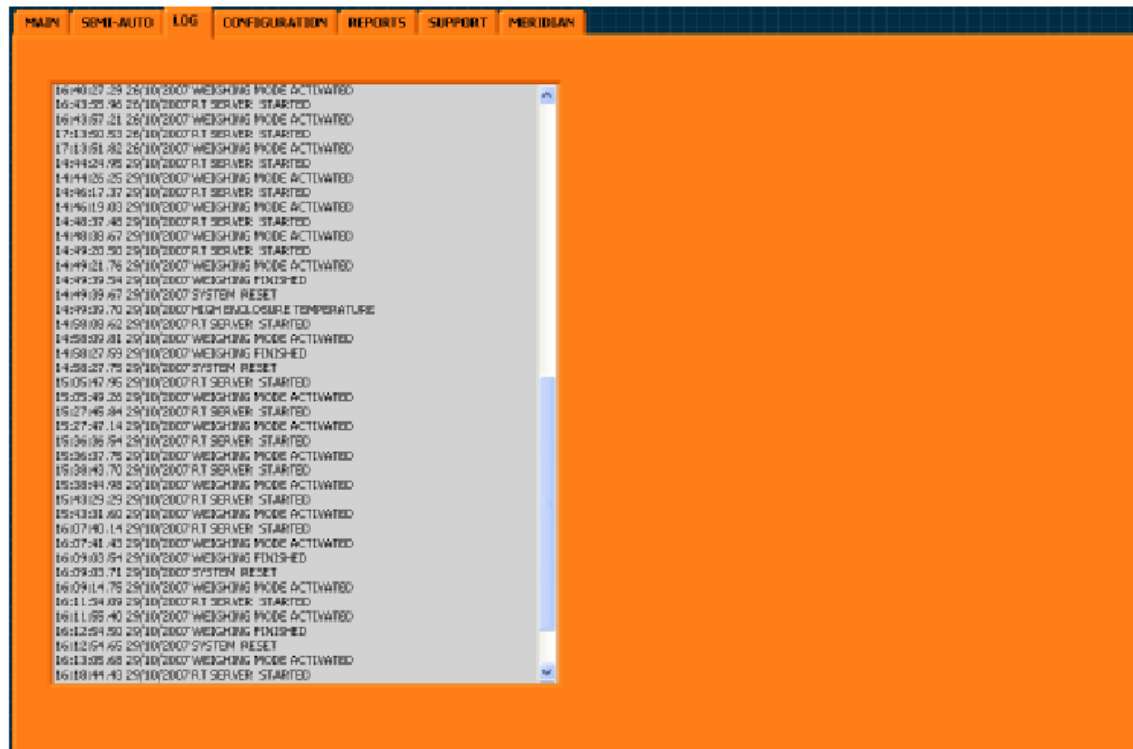 MAIN SEMI-AUTO LOG CONFIGURATION REPORTS SUPPORT MERIDIAN
16:40:27.29 26/10/2007 WEIGHING MODE ACTIVATED
16:43:55.96 26/10/2007 RT SERVER STARTED
16:43:57.21 26/10/2007 WEIGHING MODE ACTIVATED
17:13:50.53 26/10/2007 RT SERVER STARTED
17:13:51.82 26/10/2007 WEIGHING MODE ACTIVATED
14:44:24.95 29/10/2007 RT SERVER STARTED
14:44:26.25 29/10/2007 WEIGHING MODE ACTIVATED
14:46:17.37 29/10/2007 RT SERVER STARTED
14:46:19.03 29/10/2007 WEIGHING MODE ACTIVATED
14:48:37.48 29/10/2007 RT SERVER STARTED
14:48:38.67 29/10/2007 WEIGHING MODE ACTIVATED
14:49:20.50 29/10/2007 RT SERVER STARTED
14:49:21.76 29/10/2007 WEIGHING MODE ACTIVATED
14:49:39.54 29/10/2007 WEIGHING FINISHED
14:49:39.67 29/10/2007 SYSTEM RESET
14:49:39.70 29/10/2007 HIGH ENCLOSURE TEMPERATURE
14:58:08.62 29/10/2007 RT SERVER STARTED
14:58:09.81 29/10/2007 WEIGHING MODE ACTIVATED
14:58:27.59 29/10/2007 WEIGHING FINISHED
14:58:27.75 29/10/2007 SYSTEM RESET
15:05:47.95 29/10/2007 RT SERVER STARTED
15:05:49.26 29/10/2007 WEIGHING MODE ACTIVATED
15:27:45.84 29/10/2007 RT SERVER STARTED
15:27:47.14 29/10/2007 WEIGHING MODE ACTIVATED
15:36:36.54 29/10/2007 RT SERVER STARTED
15:36:37.75 29/10/2007 WEIGHING MODE ACTIVATED
15:38:43.70 29/10/2007 RT SERVER STARTED
15:38:44.98 29/10/2007 WEIGHING MODE ACTIVATED
15:43:29.29 29/10/2007 RT SERVER STARTED
15:43:31.60 29/10/2007 WEIGHING MODE ACTIVATED
16:07:40.14 29/10/2007 RT SERVER STARTED
16:07:41.43 29/10/2007 WEIGHING MODE ACTIVATED
16:09:03.54 29/10/2007 WEIGHING FINISHED
16:09:03.71 29/10/2007 SYSTEM RESET
16:09:14.75 29/10/2007 WEIGHING MODE ACTIVATED
16:11:54.09 29/10/2007 RT SERVER STARTED
16:11:55.40 29/10/2007 WEIGHING MODE ACTIVATED
16:12:54.50 29/10/2007 WEIGHING FINISHED
16:12:54.65 29/10/2007 SYSTEM RESET
16:13:05.68 29/10/2007 WEIGHING MODE ACTIVATED
16:18:44.43 29/10/2007 RT SERVER STARTED